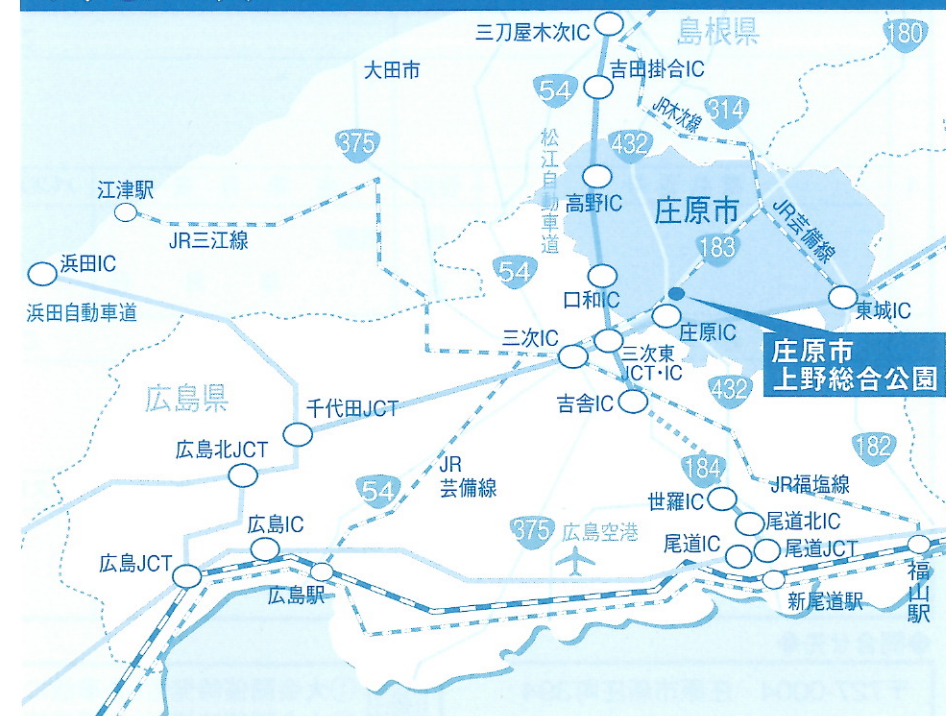 三刀屋木次IC
島根県
180
大田市
吉田掛合IC
54
JR木次線
314
375
松江自動車道
432
江津駅
高野IC
庄原市
JR芸備線
JR三江線
183
浜田IC
54
口和IC
浜田自動車道
東城IC
三次IC
庄原IC
三次東
JCT・IC
庄原市
上野総合公園
広島県
千代田JCT
吉舎IC
432
広島北JCT
182
JR
芸備線
184
54
JR福塩線
世羅IC
広島IC
375
広島空港
尾道北IC
尾道IC
尾道JCT
広島JCT
広島駅
新尾道駅
福山駅